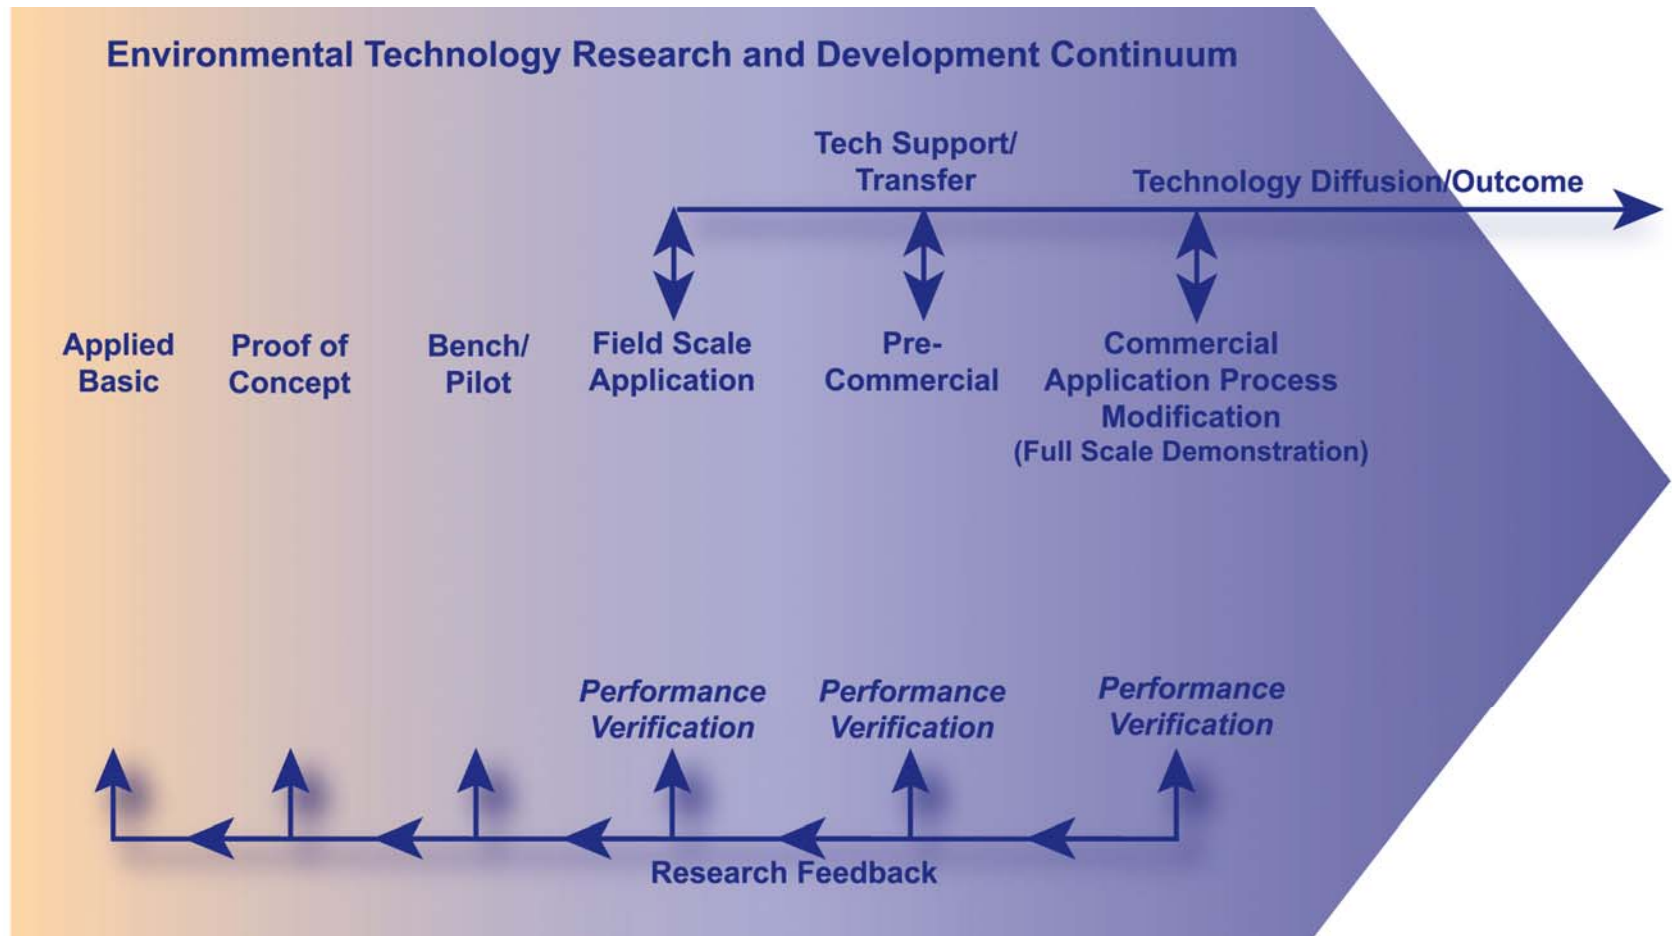 Environmental Technology Research and Development Continuum
Tech Support/
Transfer
Technology Diffusion/Outcome
Applied
Basic
Proof of
Concept
Bench/
Pilot
Field Scale
Application
Pre-
Commercial
Commercial
Application Process
Modification
(Full Scale Demonstration)
Performance
Verification
Performance
Verification
Performance
Verification
Research Feedback